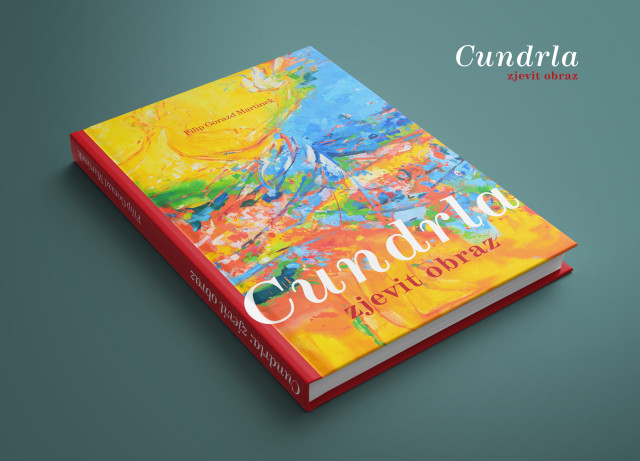 Cundrla
zjevit obraz
Filip Gorazd Martinek
Cundrla
zjevit obraz
Filip Gorazd Martinek
Cundrla: zjevit obraz